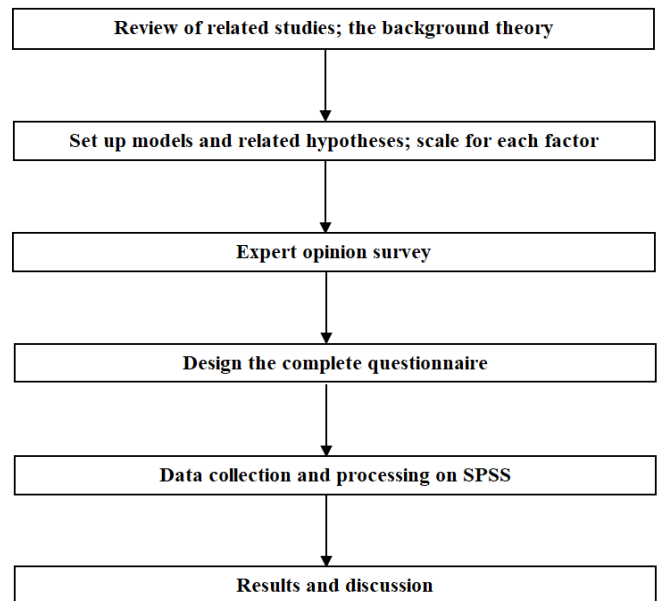 Review of related studies; the background theory
Set up models and related hypotheses; scale for each factor
Expert opinion survey
Design the complete questionnaire
Data collection and processing on SPSS
Results and discussion